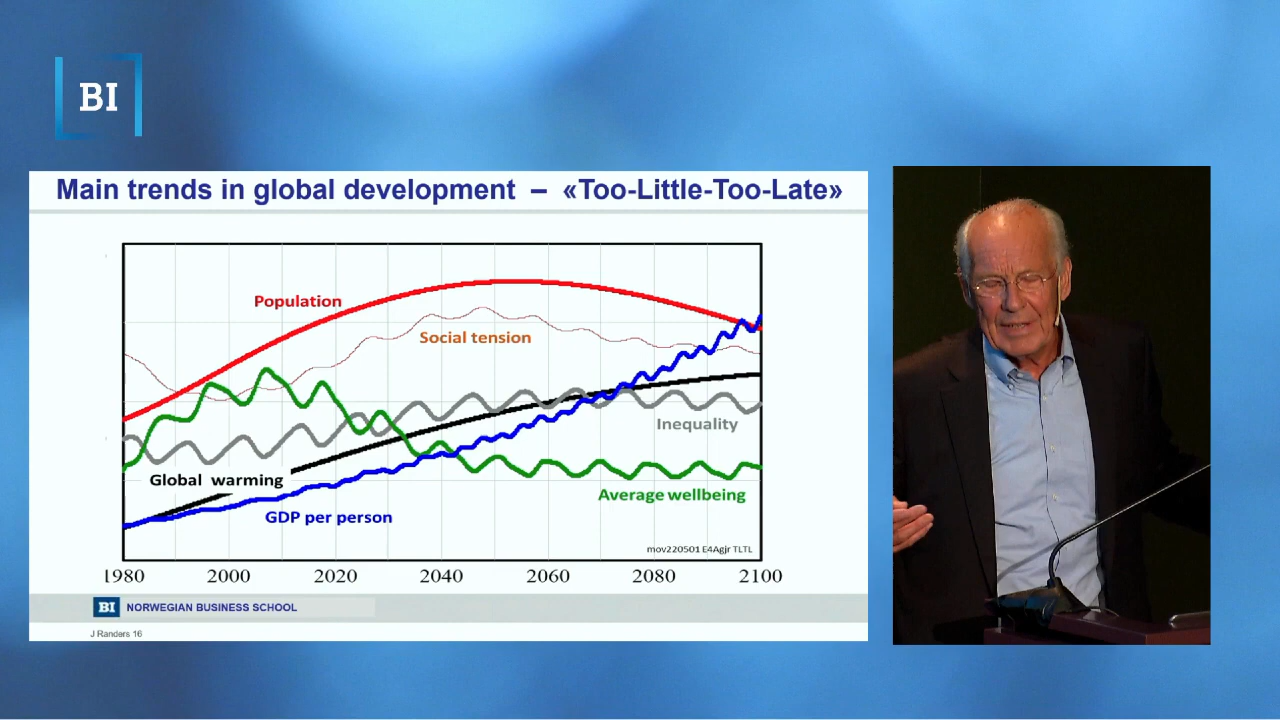 BI
Main trends in global development – «Too-Little-Too-Late»
Population
Social tension
Inequality
Global warming
Average wellbeing
GDP per person
mov220501 E4Agjr TLTL
1980 2000 2020 2040 2060 2080 2100
BI NORWEGIAN BUSINESS SCHOOL
J Randers 16